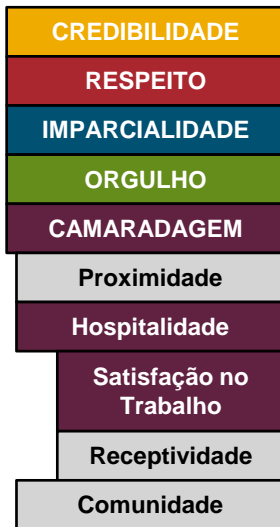 CREDIBILIDADE
RESPEITO
IMPARCIALIDADE
ORGULHO
CAMARADAGEM
Proximidade
Hospitalidade
Satisfação no
Trabalho
Receptividade
Comunidade